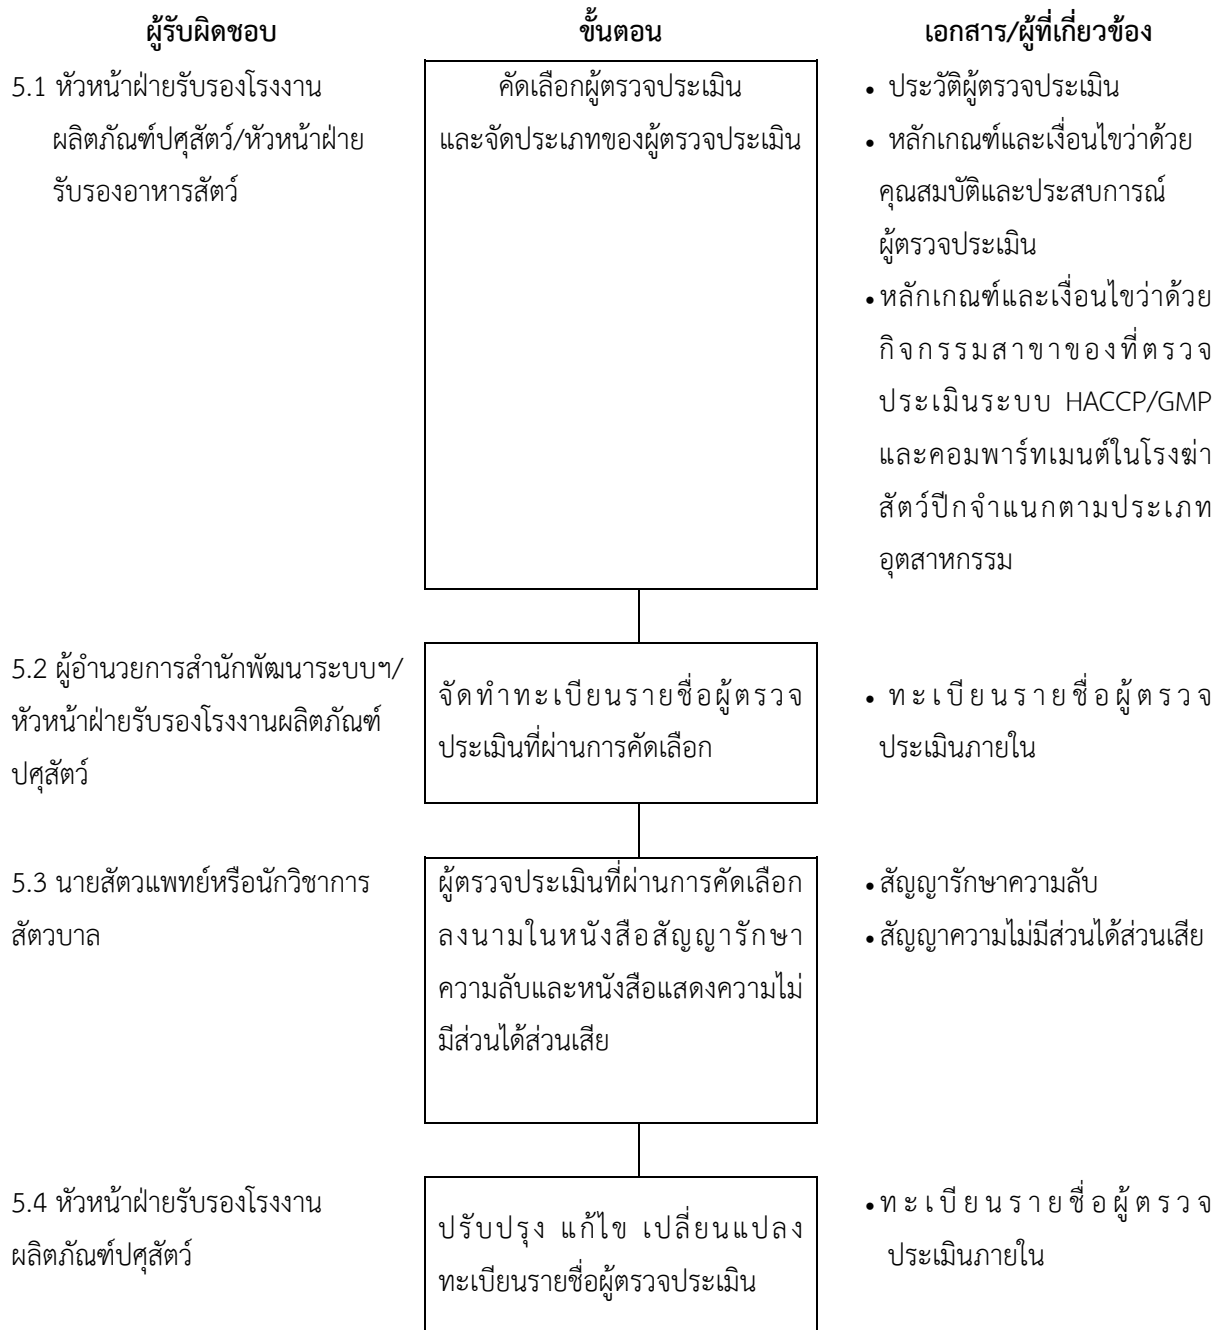 ผู้รับผิดชอบ
ขั้นตอน
เอกสาร/ผู้ที่เกี่ยวข้อง
5.1 หัวหน้าฝ่ายรับรองโรงงาน
ผลิตภัณฑ์ปศุสัตว์/หัวหน้าฝ่าย
รับรองอาหารสัตว์
คัดเลือกผู้ตรวจประเมิน
และจัดประเภทของผู้ตรวจประเมิน
• ประวัติผู้ตรวจประเมิน
• หลักเกณฑ์และเงื่อนไขว่าด้วย
คุณสมบัติและประสบการณ์
ผู้ตรวจประเมิน
• หลักเกณฑ์และเงื่อนไขว่าด้วย
กิจกรรมสาขาของที่ตรวจ
ประเมินระบบ HACCP/GMP
และคอมพาร์ทเมนต์ในโรงฆ่า
สัตว์ปีกจำแนกตามประเภท
อุตสาหกรรม
5.2 ผู้อำนวยการสำนักพัฒนาระบบฯ/
หัวหน้าฝ่ายรับรองโรงงานผลิตภัณฑ์
ปศุสัตว์
จัดทำทะเบียนรายชื่อผู้ตรวจ
ประเมินที่ผ่านการคัดเลือก
• ทะเบียนรายชื่อผู้ตรวจ
ประเมินภายใน
5.3 นายสัตวแพทย์หรือนักวิชาการ
สัตวบาล
ผู้ตรวจประเมินที่ผ่านการคัดเลือก
ลงนามในหนังสือสัญญารักษา
ความลับและหนังสือแสดงความไม่
มีส่วนได้ส่วนเสีย
• สัญญารักษาความลับ
• สัญญาความไม่มีส่วนได้ส่วนเสีย
5.4 หัวหน้าฝ่ายรับรองโรงงาน
ผลิตภัณฑ์ปศุสัตว์
ปรับปรุง แก้ไข เปลี่ยนแปลง
ทะเบียนรายชื่อผู้ตรวจประเมิน
• ทะเบียนรายชื่อผู้ตรวจ
ประเมินภายใน